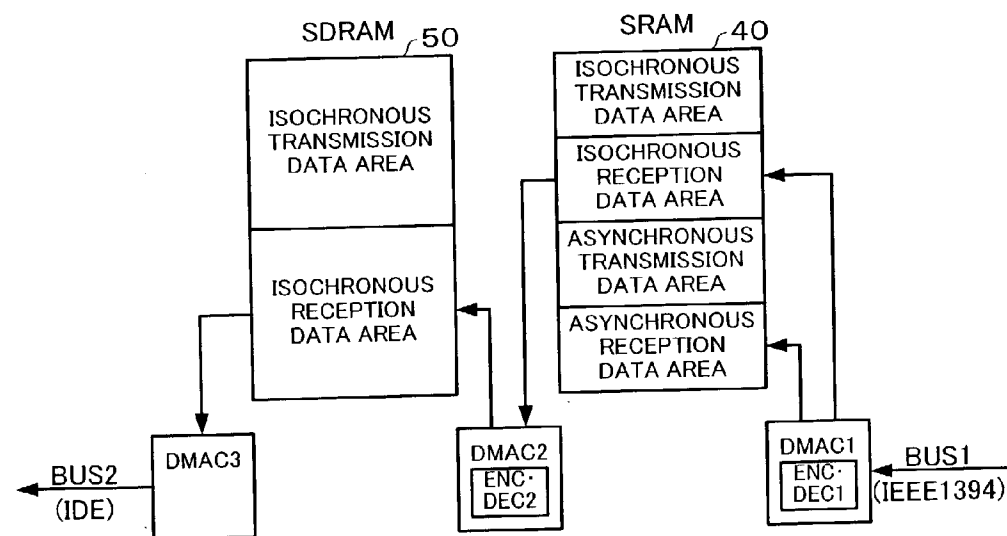 SDRAM
50
ISOCHRONOUS
TRANSMISSION
DATA AREA
ISOCHRONOUS
RECEPTION
DATA AREA
SRAM
40
ISOCHRONOUS
TRANSMISSION
DATA AREA
ISOCHRONOUS
RECEPTION
DATA AREA
ASYNCHRONOUS
TRANSMISSION
DATA AREA
ASYNCHRONOUS
RECEPTION
DATA AREA
BUS2
(IDE)
DMAC3
DMAC2
ENC·
DEC2
DMAC1
ENC·
DEC1
BUS1
(IEEE1394)